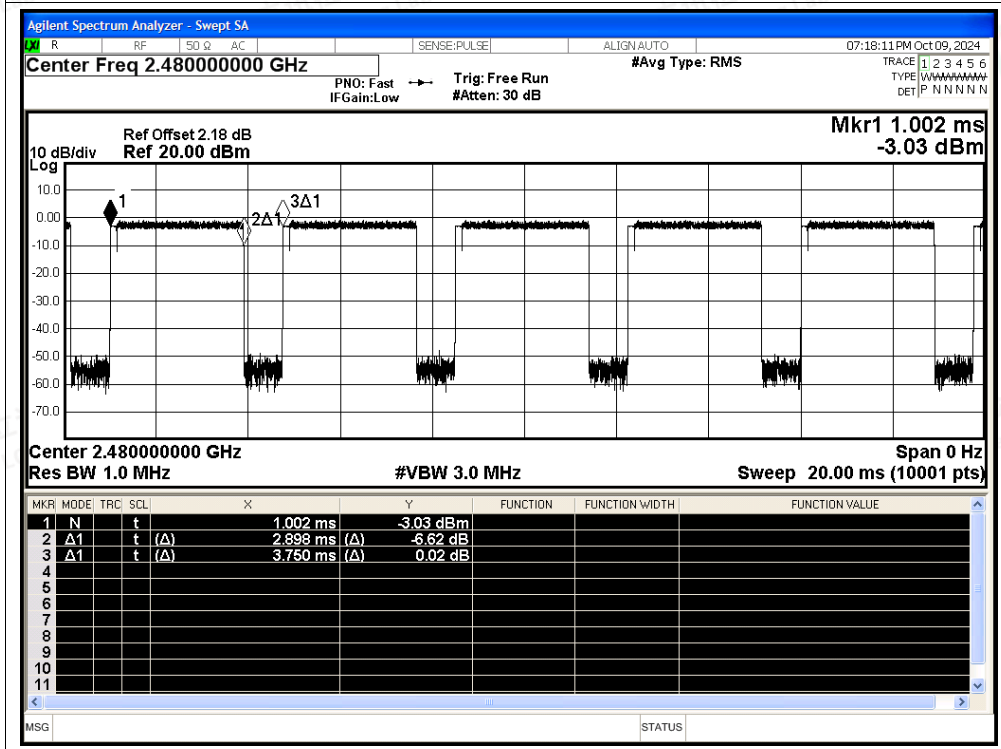 Agilent Spectrum Analyzer - Swept SA
LXI R RF 50 Ω AC SENSE:PULSE ALIGN AUTO 07:18:11 PM Oct 09, 2024
Center Freq 2.480000000 GHz #Avg Type: RMS TRACE 1 2 3 4 5 6
PNO: Fast Trig: Free Run TYPE WWWWWW
IFGain:Low #Atten: 30 dB DET P N N N N N
Mkr1 1.002 ms
-3.03 dBm
Ref Offset 2.18 dB
10 dB/div Ref 20.00 dBm
Log
10.0
1
3Δ1
0.00
2Δ1
-10.0
-20.0
-30.0
-40.0
-50.0
-60.0
-70.0
Center 2.480000000 GHz Span 0 Hz
Res BW 1.0 MHz #VBW 3.0 MHz Sweep 20.00 ms (10001 pts)
MKR MODE TRC SCL X Y FUNCTION FUNCTION WIDTH FUNCTION VALUE
1 N t 1.002 ms -3.03 dBm
2 Δ1 t (Δ) 2.898 ms (Δ) -6.62 dB
3 Δ1 t (Δ) 3.750 ms (Δ) 0.02 dB
4
5
6
7
8
9
10
11
MSG STATUS